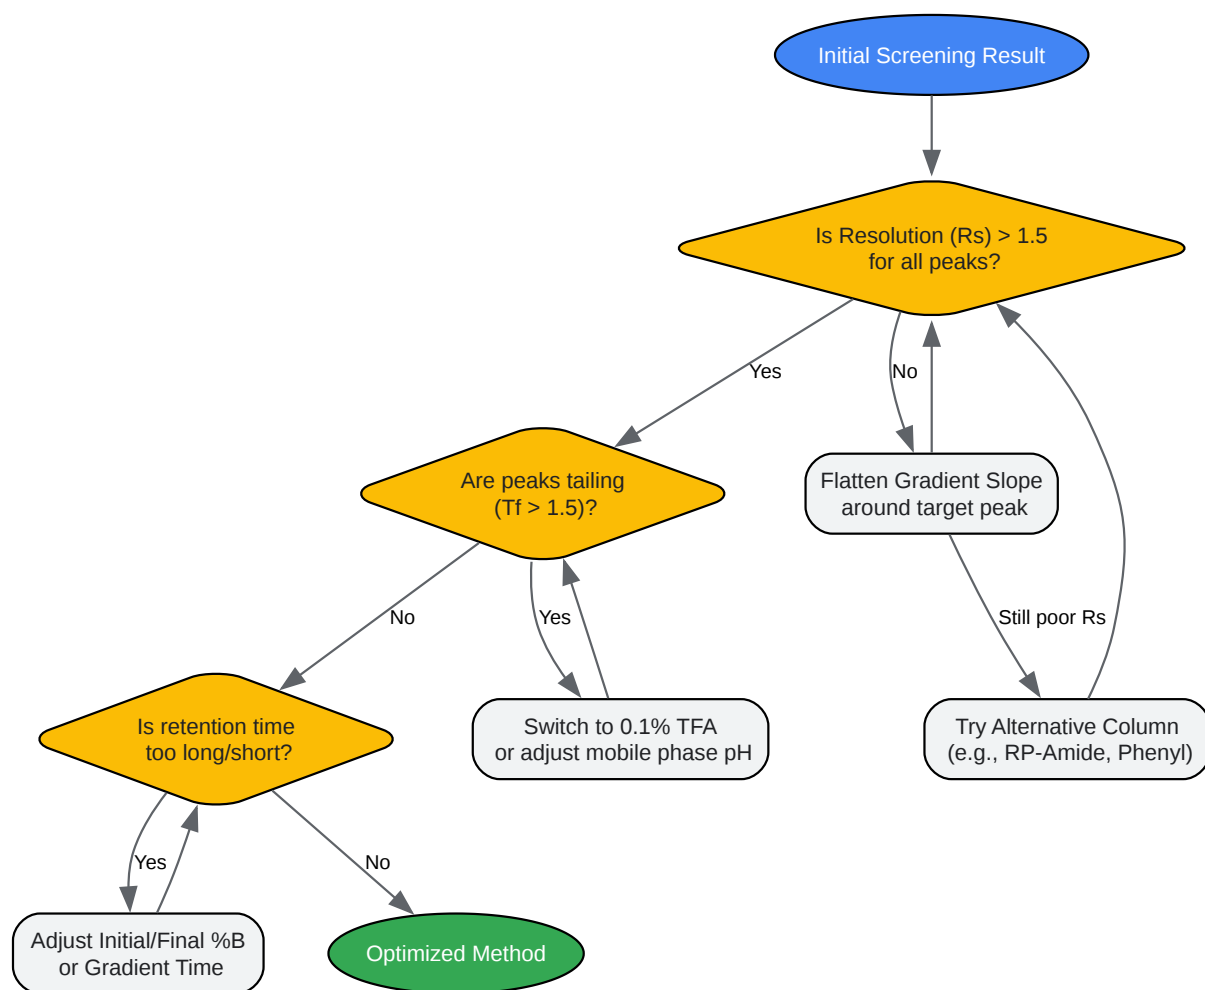 Initial Screening Result
Is Resolution (Rs) > 1.5
for all peaks?
Yes
No
Are peaks tailing
(Tf > 1.5)?
Flatten Gradient Slope
around target peak
No
Yes
Still poor Rs
Is retention time
too long/short?
Switch to 0.1% TFA
or adjust mobile phase pH
Try Alternative Column
(e.g., RP-Amide, Phenyl)
Yes
No
Adjust Initial/Final %B
or Gradient Time
Optimized Method